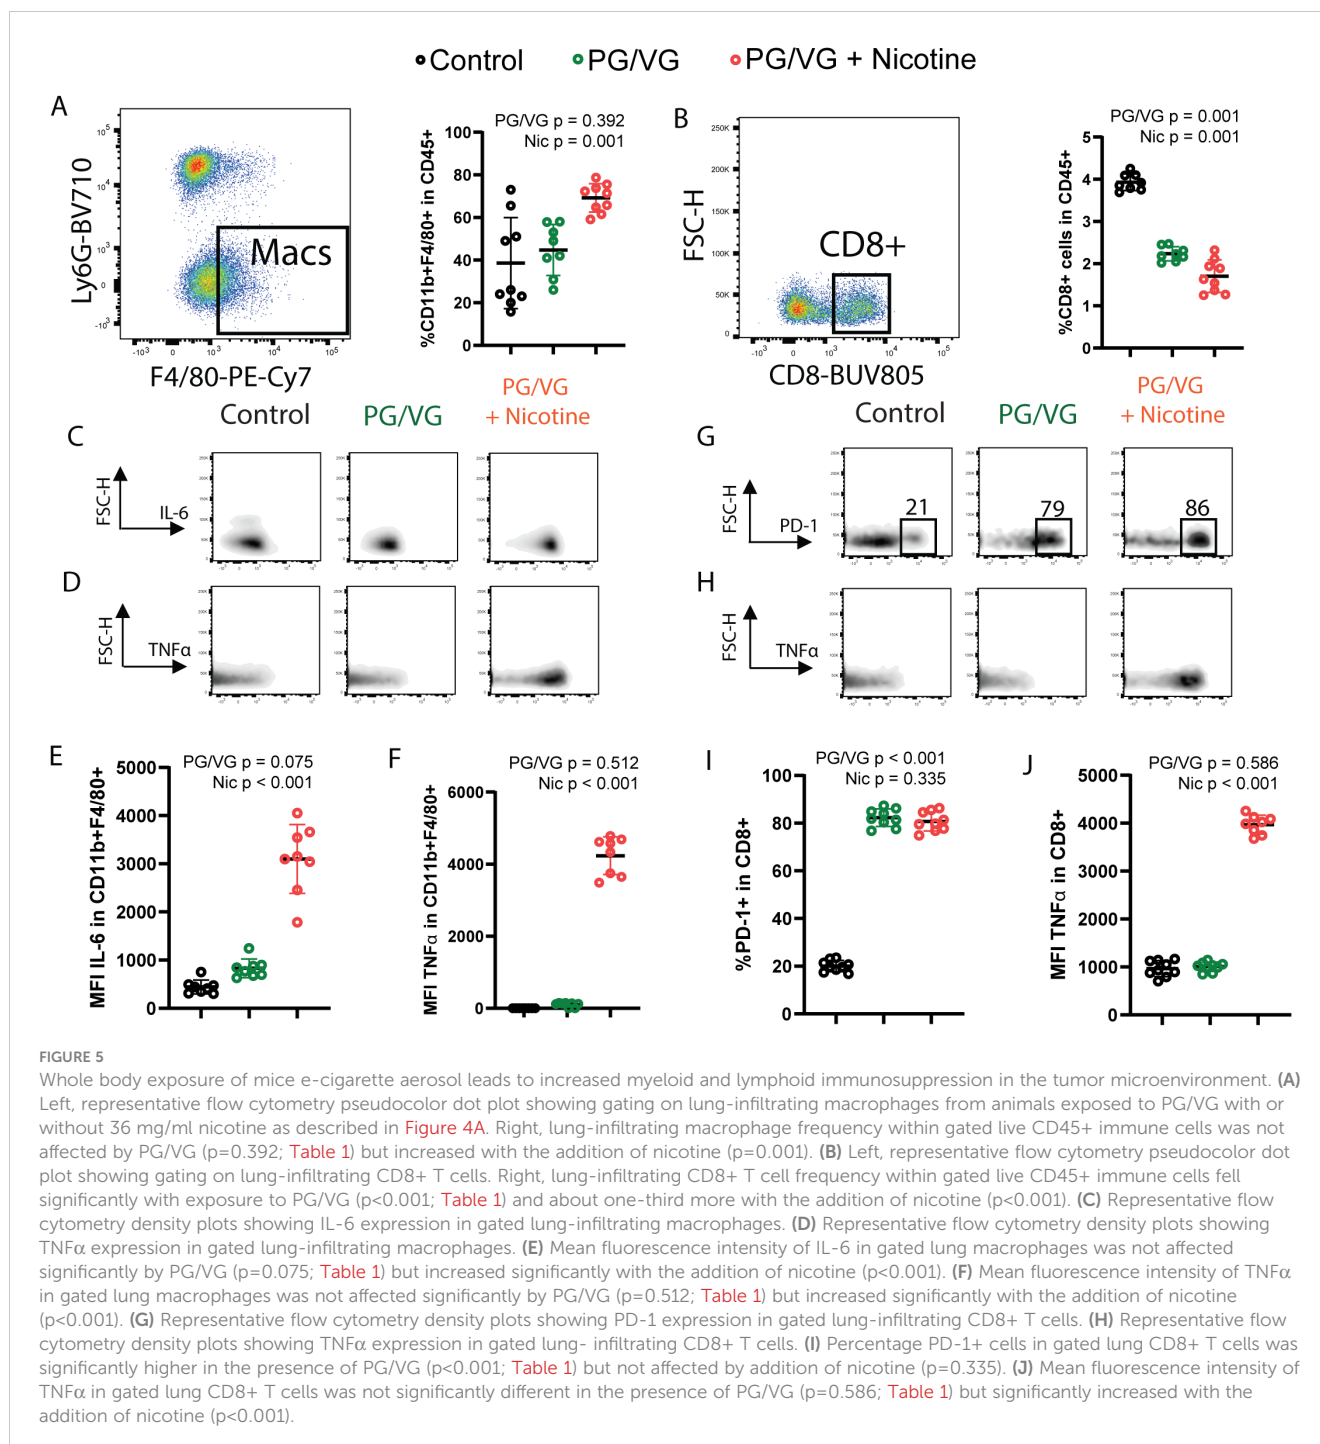 Control PG/VG PG/VG + Nicotine
A
Ly6G-BV710
10⁵
10⁴
10³
0
-10³
Macs
-10³ 0 10³ 10⁴ 10⁵
F4/80-PE-Cy7
PG/VG p = 0.392
Nic p = 0.001
%CD11b+F4/80+ in CD45+
100
80
60
40
20
0
B
FSC-H
250K
200K
150K
100K
50K
0
CD8+
-10³ 0 10³ 10⁴ 10⁵
CD8-BUV805
PG/VG p = 0.001
Nic p = 0.001
%CD8+ cells in CD45+
5
4
3
2
1
0
Control PG/VG PG/VG
+ Nicotine
C
FSC-H
IL-6
D
FSC-H
TNFα
Control PG/VG PG/VG
+ Nicotine
G
FSC-H
PD-1
21 79 86
H
FSC-H
TNFα
E
PG/VG p = 0.075
Nic p < 0.001
MFI IL-6 in CD11b+F4/80+
5000
4000
3000
2000
1000
0
F
PG/VG p = 0.512
Nic p < 0.001
MFI TNFα in CD11b+F4/80+
6000
4000
2000
0
I
PG/VG p < 0.001
Nic p = 0.335
%PD-1+ in CD8+
100
80
60
40
20
0
J
PG/VG p = 0.586
Nic p < 0.001
MFI TNFα in CD8+
5000
4000
3000
2000
1000
0
FIGURE 5
Whole body exposure of mice e-cigarette aerosol leads to increased myeloid and lymphoid immunosuppression in the tumor microenvironment. (A)
Left, representative flow cytometry pseudocolor dot plot showing gating on lung-infiltrating macrophages from animals exposed to PG/VG with or
without 36 mg/ml nicotine as described in Figure 4A. Right, lung-infiltrating macrophage frequency within gated live CD45+ immune cells was not
affected by PG/VG (p=0.392; Table 1) but increased with the addition of nicotine (p=0.001). (B) Left, representative flow cytometry pseudocolor dot
plot showing gating on lung-infiltrating CD8+ T cells. Right, lung-infiltrating CD8+ T cell frequency within gated live CD45+ immune cells fell
significantly with exposure to PG/VG (p<0.001; Table 1) and about one-third more with the addition of nicotine (p<0.001). (C) Representative flow
cytometry density plots showing IL-6 expression in gated lung-infiltrating macrophages. (D) Representative flow cytometry density plots showing
TNFα expression in gated lung-infiltrating macrophages. (E) Mean fluorescence intensity of IL-6 in gated lung macrophages was not affected
significantly by PG/VG (p=0.075; Table 1) but increased significantly with the addition of nicotine (p<0.001). (F) Mean fluorescence intensity of TNFα
in gated lung macrophages was not affected significantly by PG/VG (p=0.512; Table 1) but increased significantly with the addition of nicotine
(p<0.001). (G) Representative flow cytometry density plots showing PD-1 expression in gated lung-infiltrating CD8+ T cells. (H) Representative flow
cytometry density plots showing TNFα expression in gated lung- infiltrating CD8+ T cells. (I) Percentage PD-1+ cells in gated lung CD8+ T cells was
significantly higher in the presence of PG/VG (p<0.001; Table 1) but not affected by addition of nicotine (p=0.335). (J) Mean fluorescence intensity of
TNFα in gated lung CD8+ T cells was not significantly different in the presence of PG/VG (p=0.586; Table 1) but significantly increased with the
addition of nicotine (p<0.001).